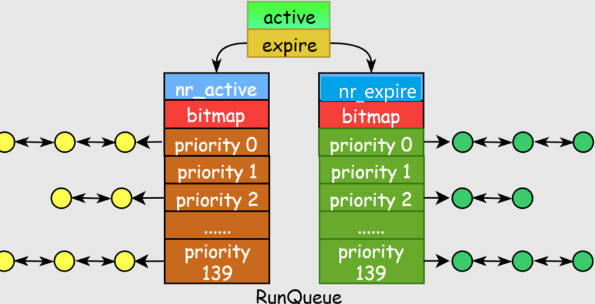 active
expire
nr_active
bitmap
priority 0
priority 1
priority 2
......
priority
139
nr_expire
bitmap
priority 0
priority 1
priority 2
......
priority
139
RunQueue